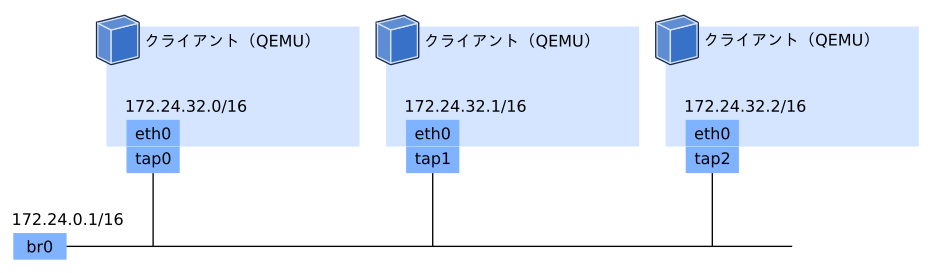 クライアント（QEMU）
172.24.32.0/16
eth0
tap0
クライアント（QEMU）
172.24.32.1/16
eth0
tap1
クライアント（QEMU）
172.24.32.2/16
eth0
tap2
172.24.0.1/16
br0